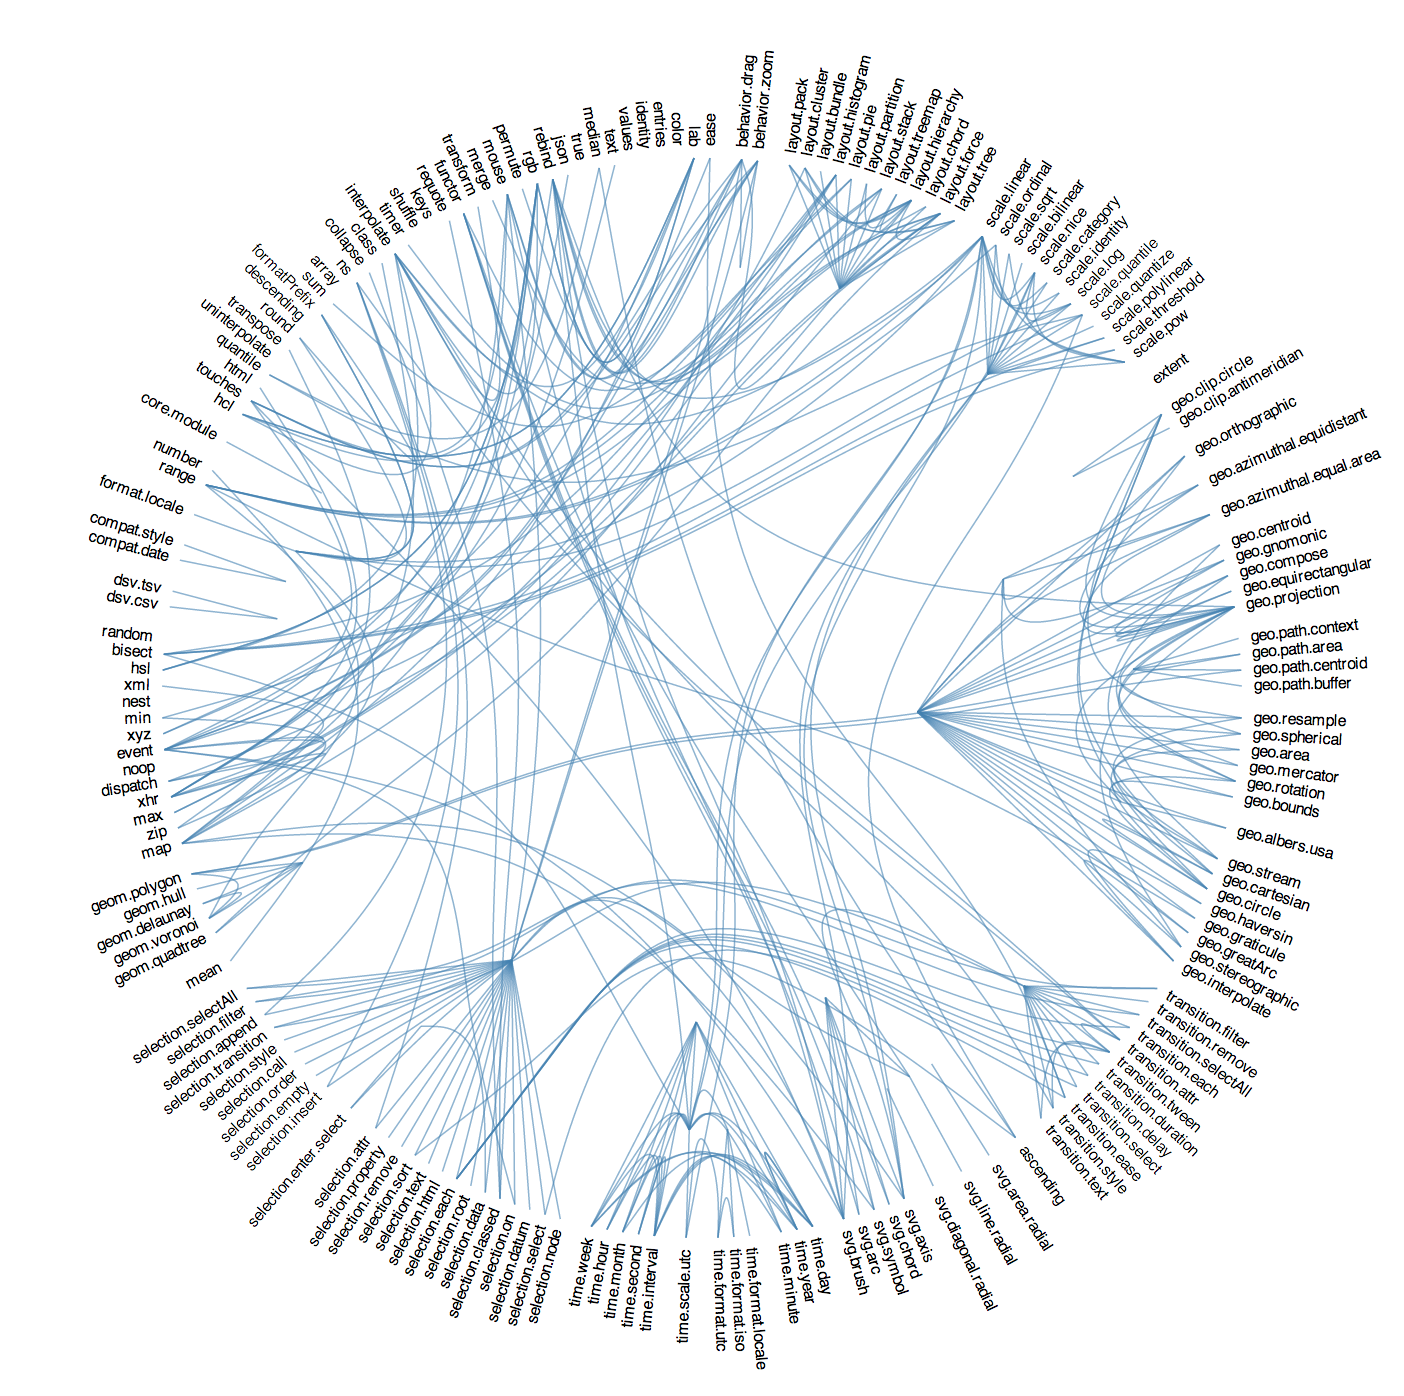 behavior.drag
behavior.zoom
layout.pack
layout.cluster
layout.bundle
layout.histogram
layout.pie
layout.partition
layout.stack
layout.treemap
layout.hierarchy
layout.chord
layout.force
layout.tree
scale.linear
scale.ordinal
scale.sqrt
scale.bilinear
scale.nice
scale.category
scale.identity
scale.log
scale.quantile
scale.quantize
scale.polylinear
scale.threshold
scale.pow
extent
geo.clip.circle
geo.clip.antimeridian
geo.orthographic
geo.azimuthal.equidistant
geo.azimuthal.equal.area
geo.centroid
geo.gnomonic
geo.compose
geo.equirectangular
geo.projection
geo.path.context
geo.path.area
geo.path.centroid
geo.path.buffer
geo.resample
geo.spherical
geo.area
geo.mercator
geo.rotation
geo.bounds
geo.albers.usa
geo.stream
geo.cartesian
geo.circle
geo.haversin
geo.graticule
geo.greatArc
geo.stereographic
geo.interpolate
transition.filter
transition.remove
transition.selectAll
transition.each
transition.attr
transition.tween
transition.duration
transition.delay
transition.select
transition.ease
transition.style
transition.text
ascending
svg.area.radial
svg.line.radial
svg.diagonal.radial
svg.axis
svg.chord
svg.symbol
svg.arc
svg.brush
time.day
time.year
time.minute
time.format.locale
time.format.iso
time.format.utc
time.scale.utc
time.interval
time.second
time.month
time.hour
time.week
selection.node
selection.select
selection.datum
selection.on
selection.classed
selection.data
selection.root
selection.each
selection.html
selection.text
selection.sort
selection.remove
selection.property
selection.attr
selection.enter.select
selection.insert
selection.empty
selection.order
selection.call
selection.style
selection.transition
selection.append
selection.filter
selection.selectAll
mean
geom.quadtree
geom.voronoi
geom.delaunay
geom.hull
geom.polygon
map
zip
max
xhr
dispatch
noop
event
xyz
min
nest
xml
hsl
bisect
random
dsv.csv
dsv.tsv
compat.date
compat.style
format.locale
range
number
core.module
hcl
touches
html
quantile
uninterpolate
transpose
round
descending
formatPrefix
sum
array
ns
collapse
class
interpolate
timer
shuffle
keys
requote
functor
transform
merge
mouse
permute
rgb
rebind
json
true
median
text
values
identity
entries
color
lab
ease